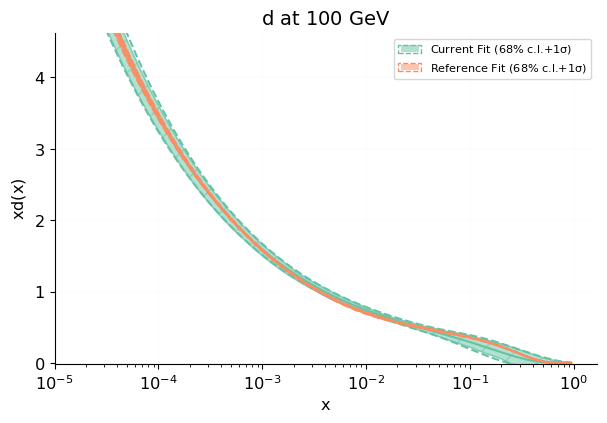 d at 100 GeV
Current Fit (68% c.l.+1σ)
Reference Fit (68% c.l.+1σ)
xd(x)
4
3
2
1
0
10⁻⁵ 10⁻⁴ 10⁻³ 10⁻² 10⁻¹ 10⁰
x